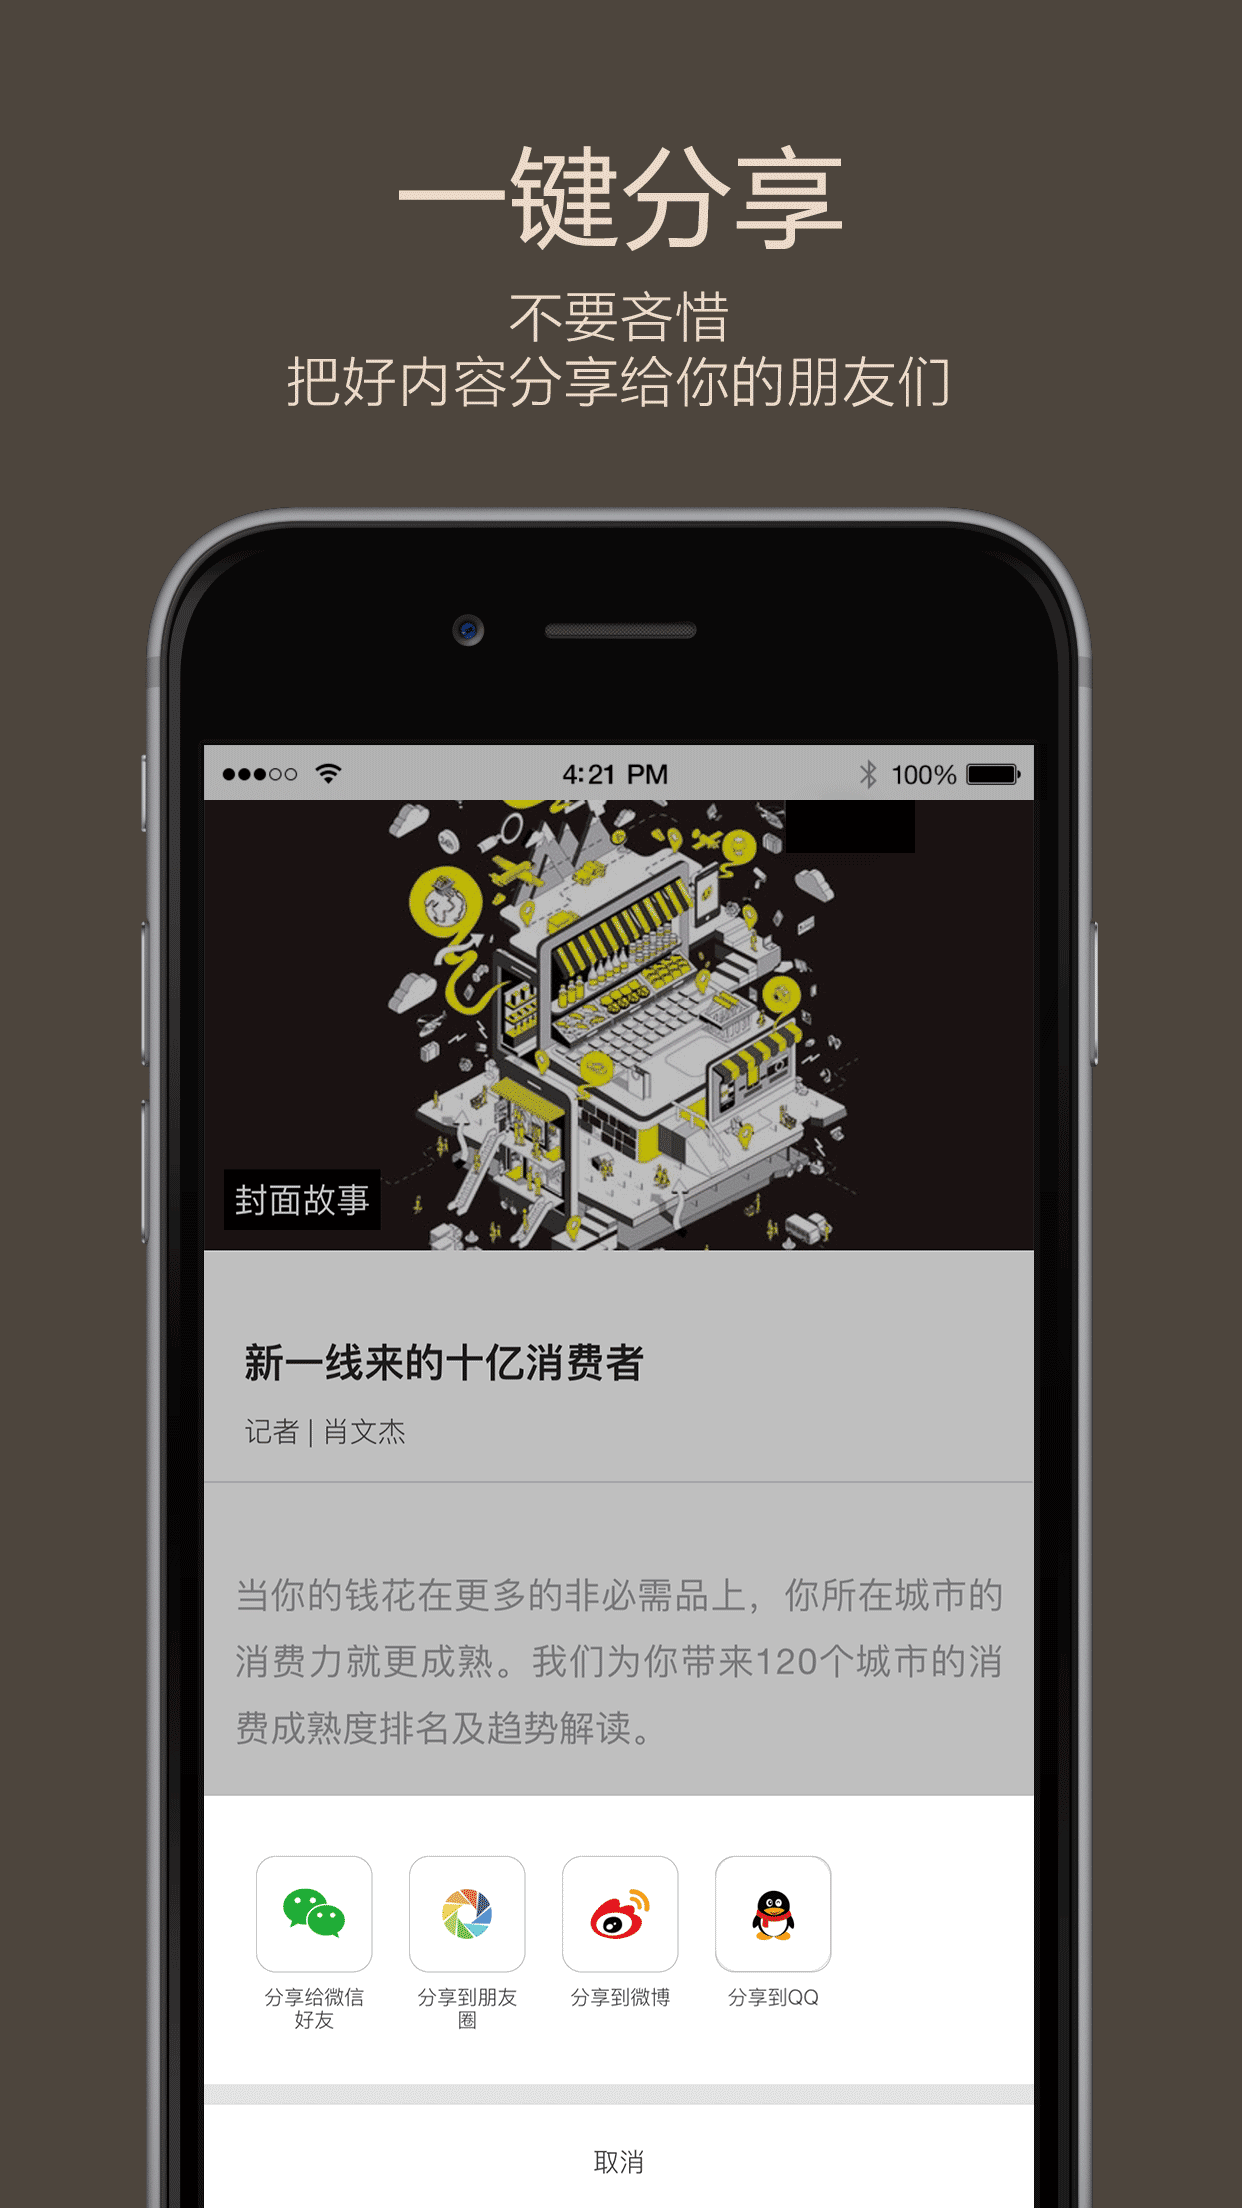 一键分享
不要吝惜
把好内容分享给你的朋友们
4:21 PM
100%
封面故事
新一线来的十亿消费者
记者 | 肖文杰
当你的钱花在更多的非必需品上，你所在城市的
消费力就更成熟。我们为你带来120个城市的消
费成熟度排名及趋势解读。
分享给微信
好友
分享到朋友
圈
分享到微博
分享到QQ
取消